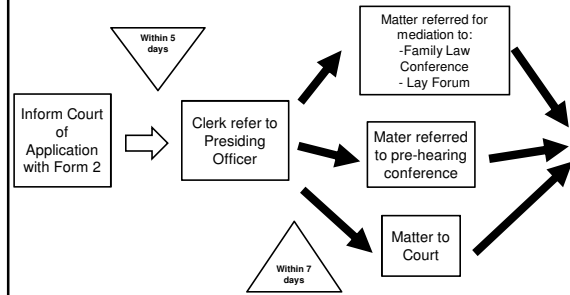 Within 5
days
Inform Court
of
Application
with Form 2
Clerk refer to
Presiding
Officer
Matter referred for
mediation to:
-Family Law
Conference
- Lay Forum
Mater referred
to pre-hearing
conference
Matter to
Court
Within 7
days